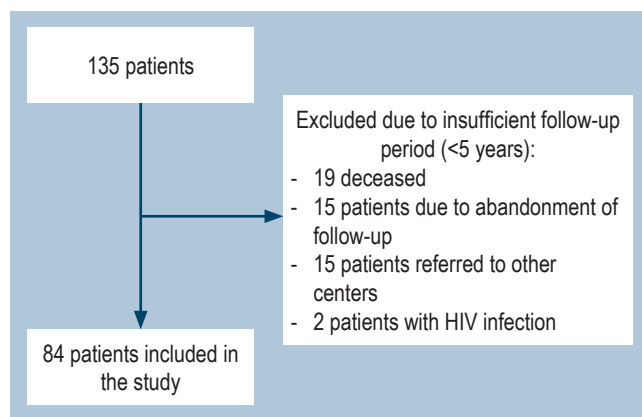 135 patients
Excluded due to insufficient follow-up
period (<5 years):
- 19 deceased
- 15 patients due to abandonment of
follow-up
- 15 patients referred to other
centers
- 2 patients with HIV infection
84 patients included in
the study